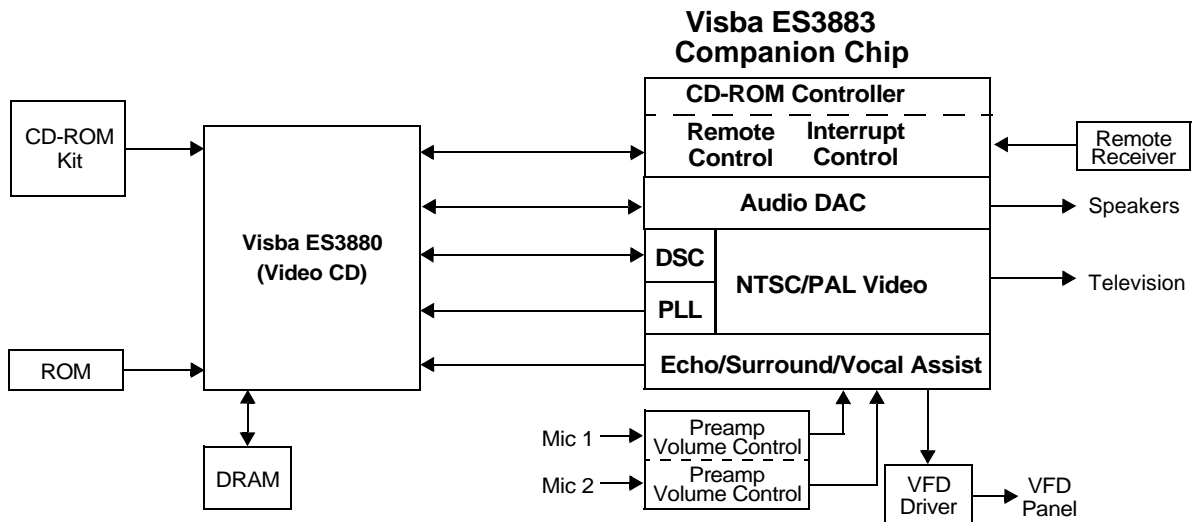 Visba ES3883
Companion Chip
CD-ROM Controller
Remote
Control
Interrupt
Control
CD-ROM
Kit
Remote
Receiver
Audio DAC
Speakers
Visba ES3880
(Video CD)
DSC
NTSC/PAL Video
Television
PLL
ROM
Echo/Surround/Vocal Assist
Mic 1
Preamp
Volume Control
Mic 2
Preamp
Volume Control
DRAM
VFD
Driver
VFD
Panel